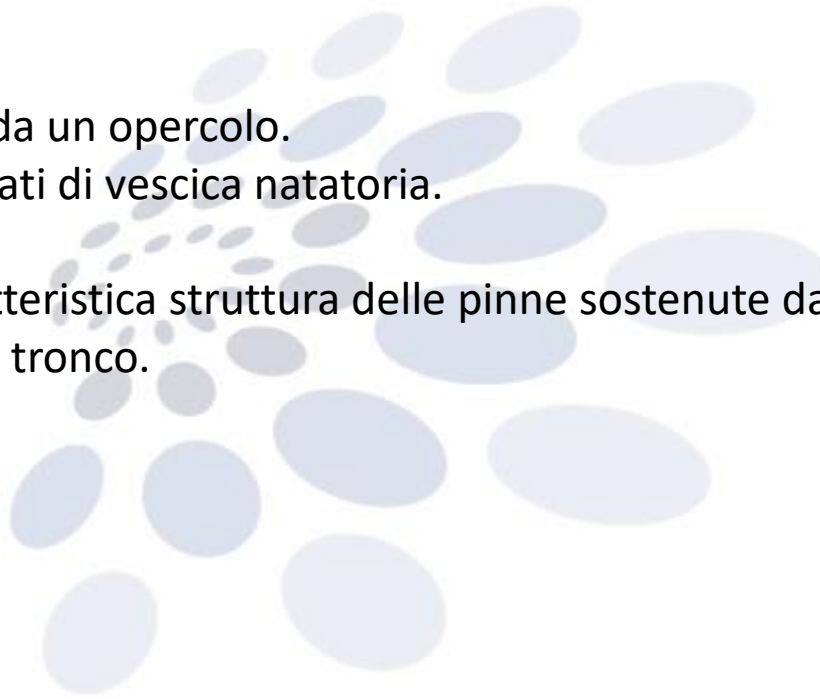 da un opercolo.
ati di vescica natatoria.
tteristica struttura delle pinne sostenute da
tronco.